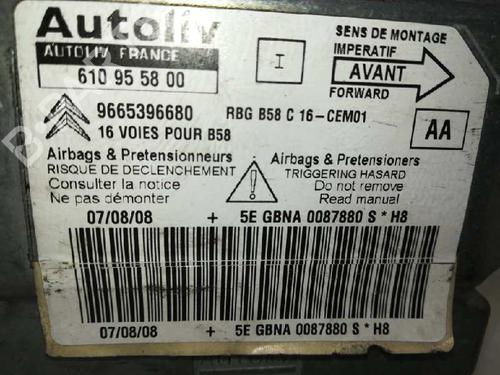 Autoliv
AUTOLIV FRANCE
610 95 58 00
I
SENS DE MONTAGE
IMPERATIF
AVANT
FORWARD
9665396680
RBG B58 C 16-CEM01
16 VOIES POUR B58
AA
Airbags & Pretensionneurs
RISQUE DE DECLENCHEMENT
Consulter la notice
Ne pas démonter
Airbags & Pretensioners
TRIGGERING HASARD
Do not remove
Read manual
07/08/08 + 5E GBNA 0087880 S * H8
07/08/08 + 5E GBNA 0087880 S * H8